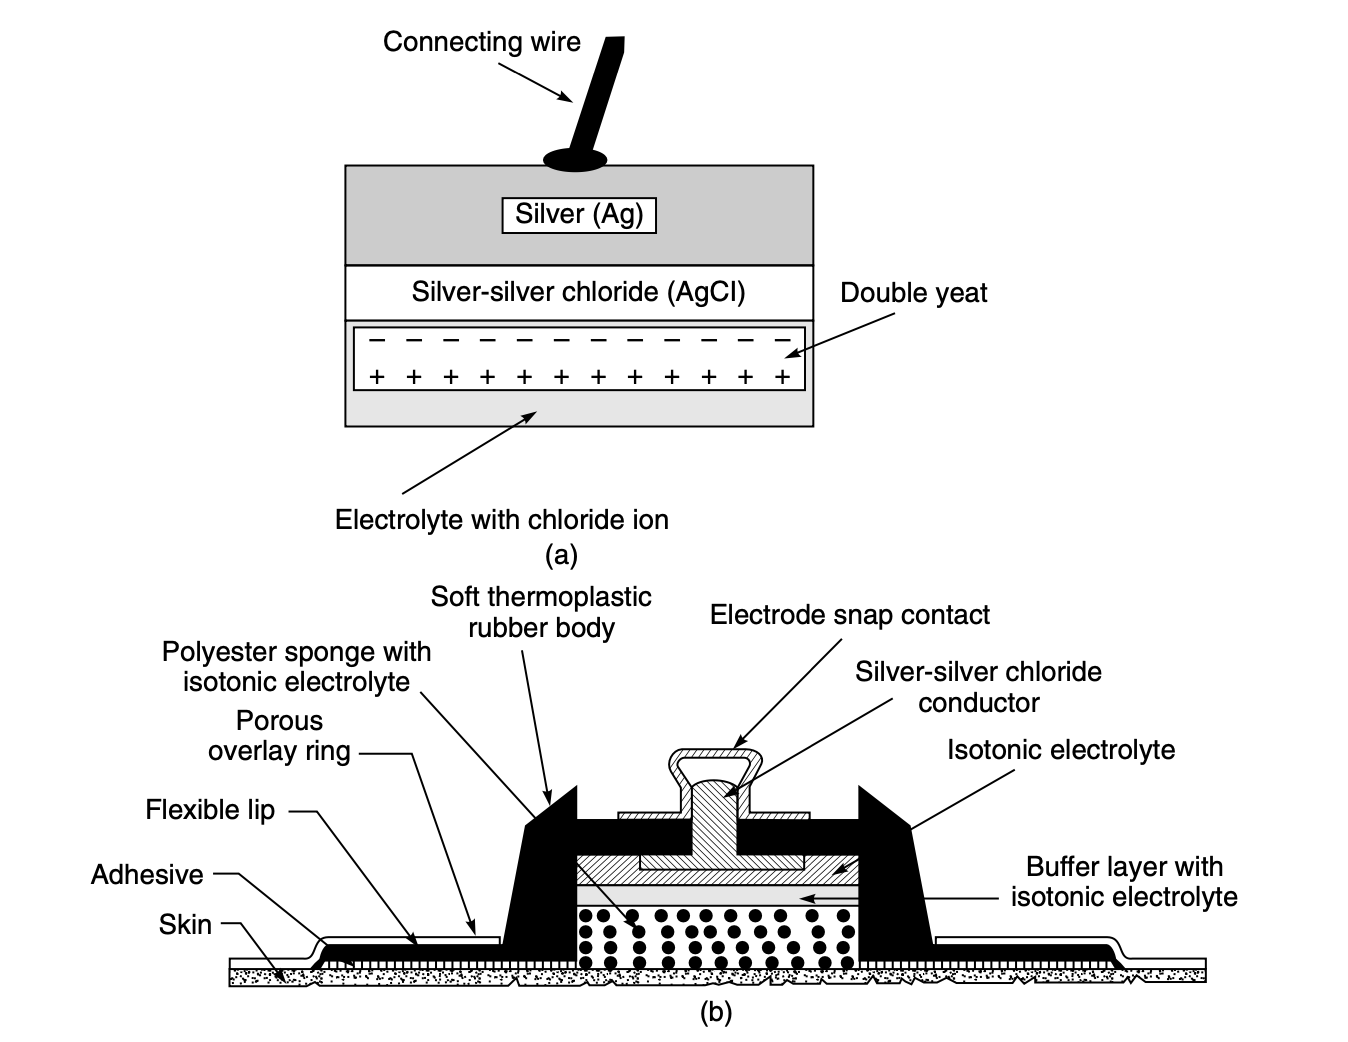 Connecting wire
Silver (Ag)
Silver-silver chloride (AgCl)
Double yeat
− − − − − − − − − − − −
+ + + + + + + + + + + +
Electrolyte with chloride ion
(a)
Soft thermoplastic
rubber body
Electrode snap contact
Polyester sponge with
isotonic electrolyte
Silver-silver chloride
conductor
Porous
overlay ring
Isotonic electrolyte
Flexible lip
Buffer layer with
isotonic electrolyte
Adhesive
Skin
(b)